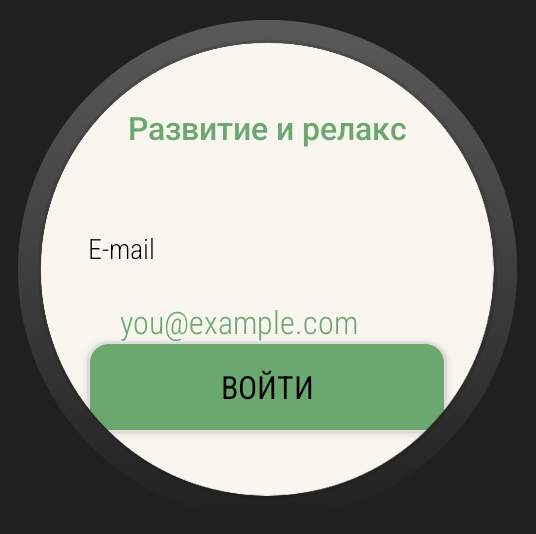 Развитие и релакс
E-mail
you@example.com
ВОЙТИ